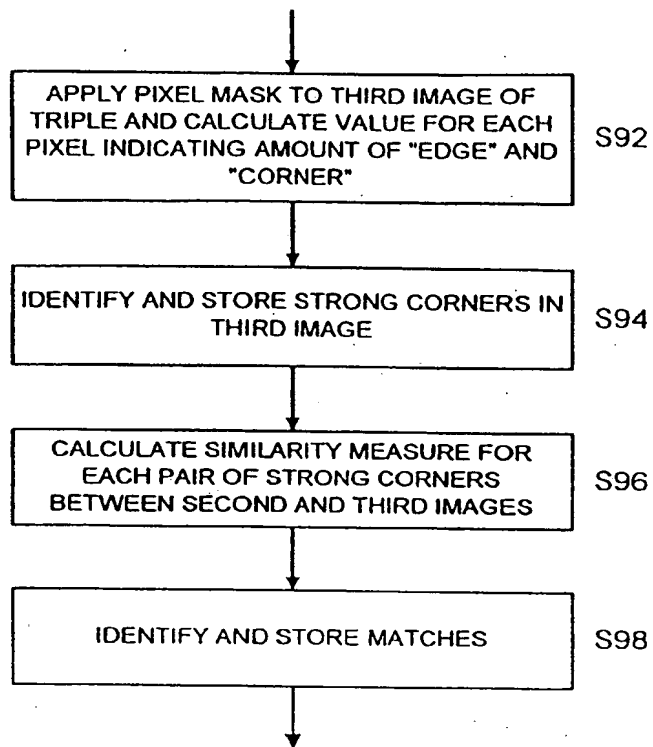 APPLY PIXEL MASK TO THIRD IMAGE OF
TRIPLE AND CALCULATE VALUE FOR EACH
PIXEL INDICATING AMOUNT OF "EDGE" AND
"CORNER"
S92
IDENTIFY AND STORE STRONG CORNERS IN
THIRD IMAGE
S94
CALCULATE SIMILARITY MEASURE FOR
EACH PAIR OF STRONG CORNERS
BETWEEN SECOND AND THIRD IMAGES
S96
IDENTIFY AND STORE MATCHES
S98